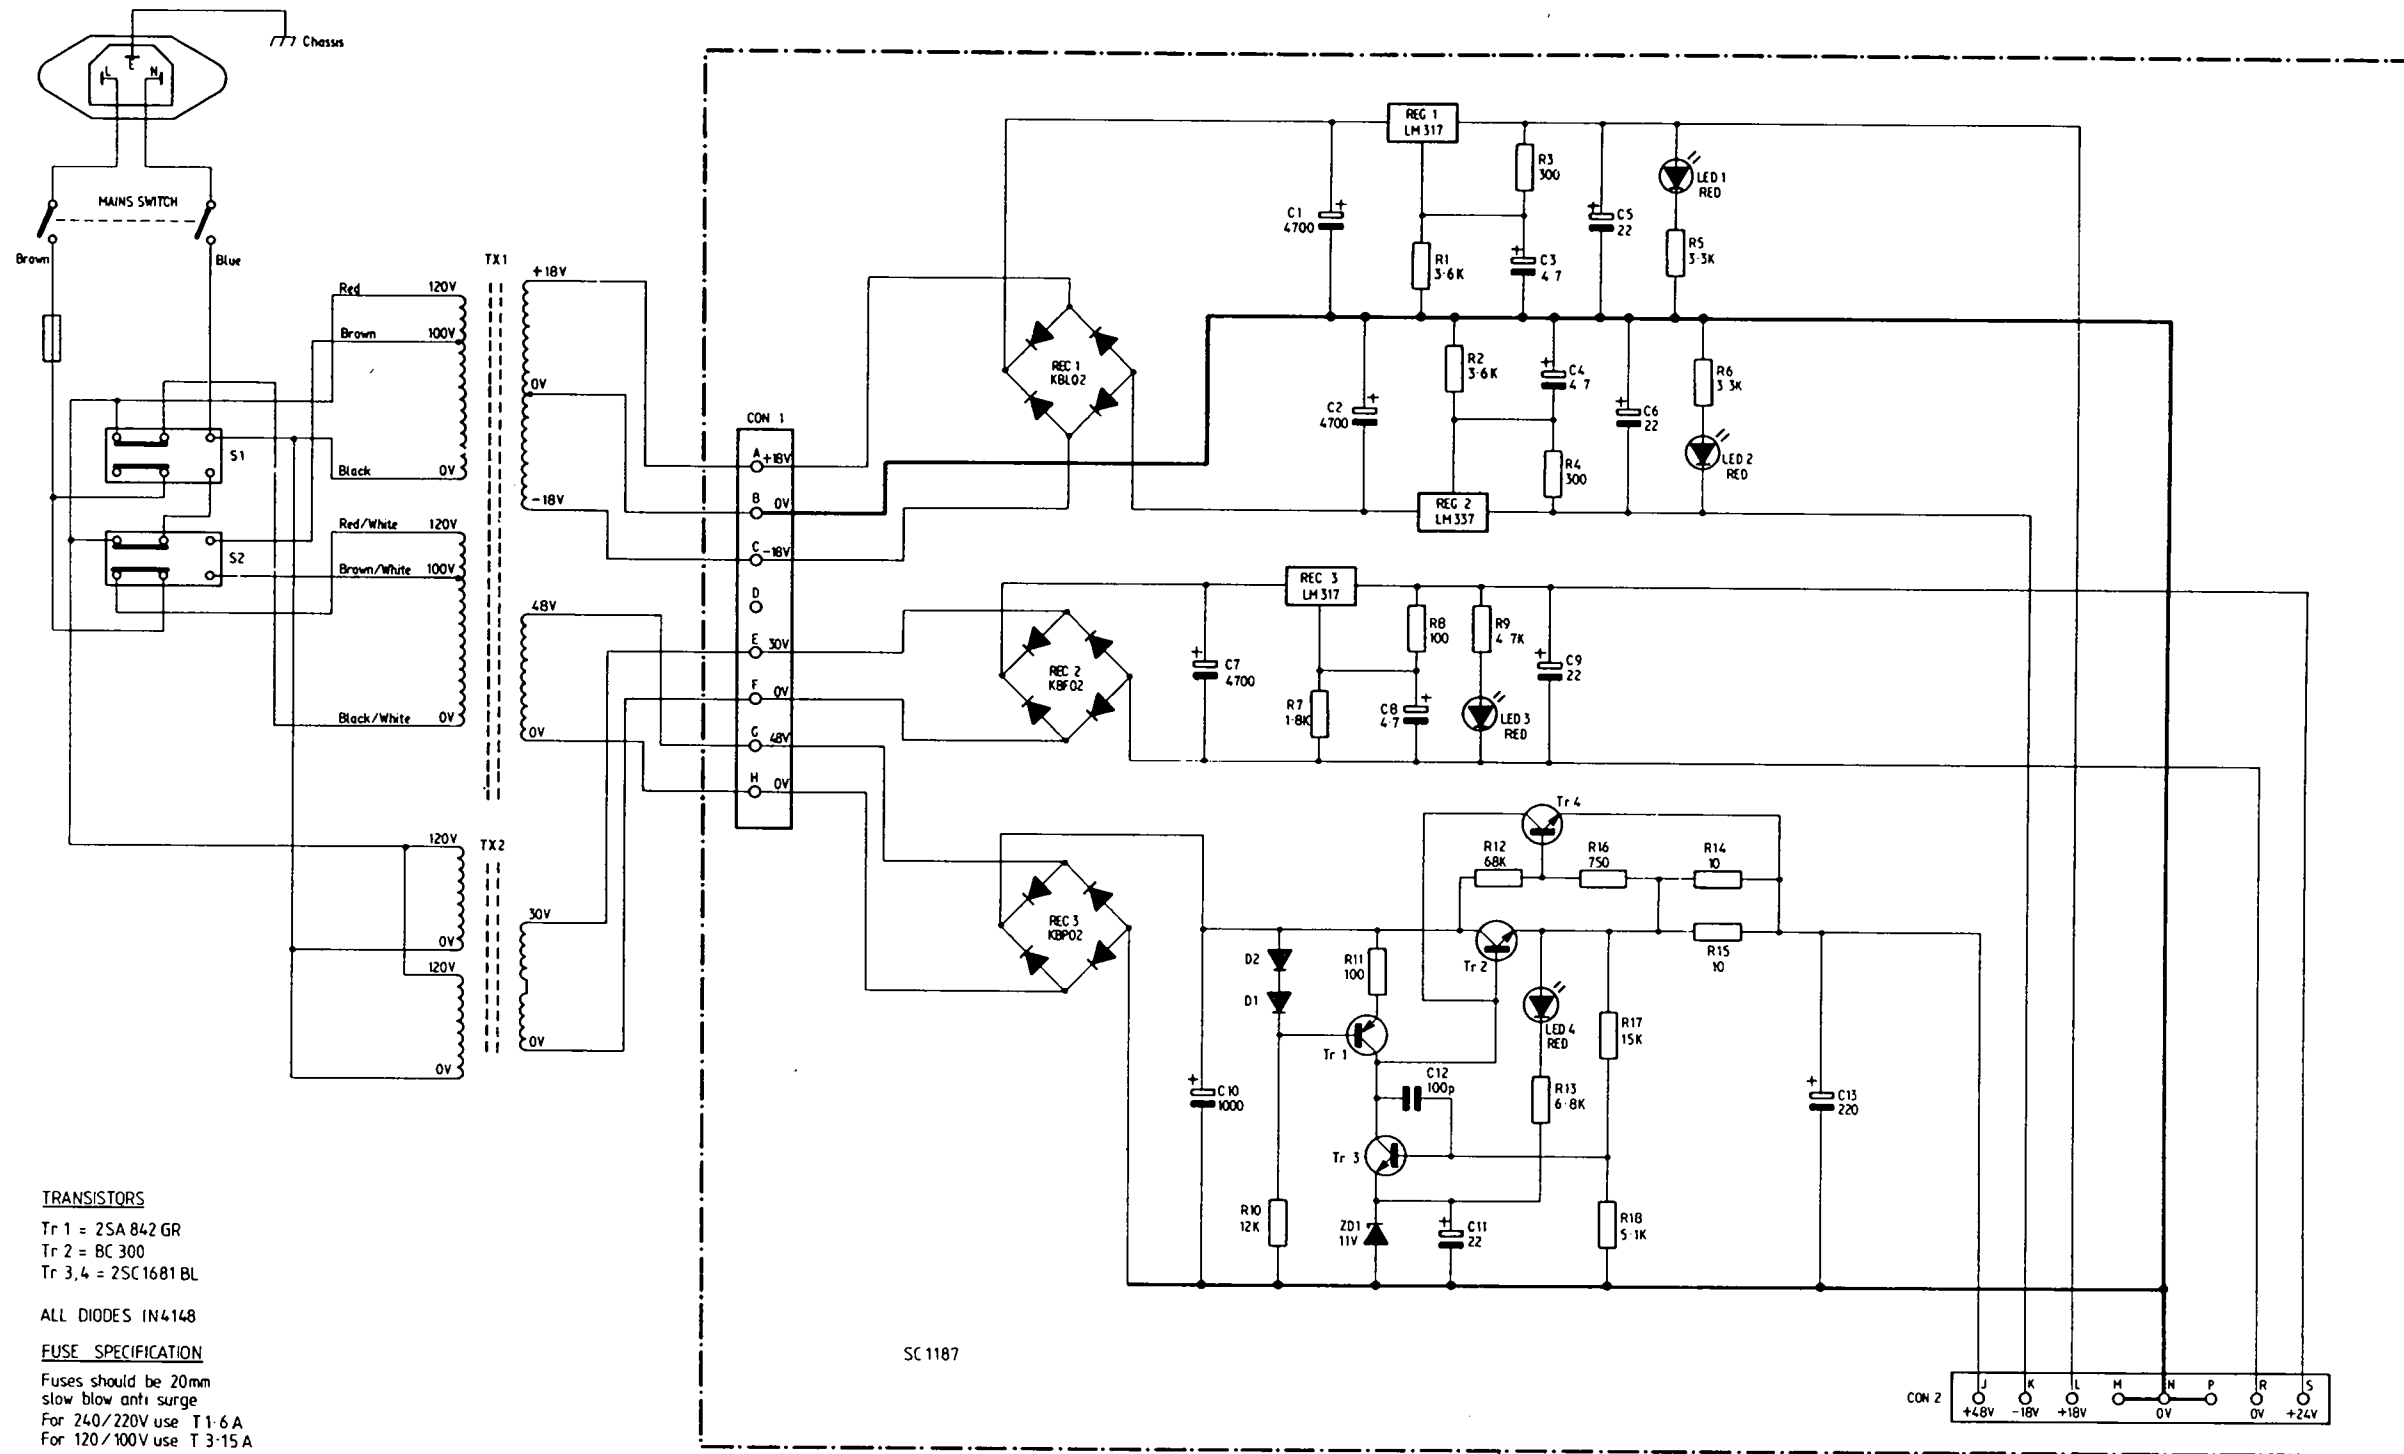 Chassis
E
L N
MAINS SWITCH
Brown
Blue
S1
S2
Red 120V
Brown 100V
Black 0V
Red/White 120V
Brown/White 100V
Black/White 0V
TX1
+18V
0V
-18V
48V
0V
TX2
120V
0V
120V
0V
30V
0V
CON 1
A +18V
B 0V
C -18V
D
E 30V
F 0V
G 48V
H 0V
REC 1
KBL02
C1
4700
REG 1
LM317
R1
3·6K
R3
300
C3
4·7
C5
22
LED 1
RED
R5
3·3K
C2
4700
R2
3·6K
C4
4·7
R4
300
REG 2
LM337
C6
22
R6
3·3K
LED 2
RED
REC 2
KBF02
C7
4700
REC 3
LM317
R7
1·8K
R8
100
C8
4·7
R9
4·7K
LED 3
RED
C9
22
REC 3
KBP02
C10
1000
D2
D1
R10
12K
R11
100
Tr 1
C12
100p
Tr 3
ZD1
11V
C11
22
Tr 4
R12
68K
R16
750
R14
10
Tr 2
R15
10
LED 4
RED
R13
6·8K
R17
15K
R18
5·1K
C13
220
TRANSISTORS
Tr 1 = 2SA 842 GR
Tr 2 = BC 300
Tr 3,4 = 2SC1681 BL
ALL DIODES IN4148
FUSE SPECIFICATION
Fuses should be 20mm
slow blow anti surge
For 240/220V use T 1·6 A
For 120/100V use T 3·15 A
SC 1187
CON 2
J K L M N P R S
+48V -18V +18V 0V 0V +24V